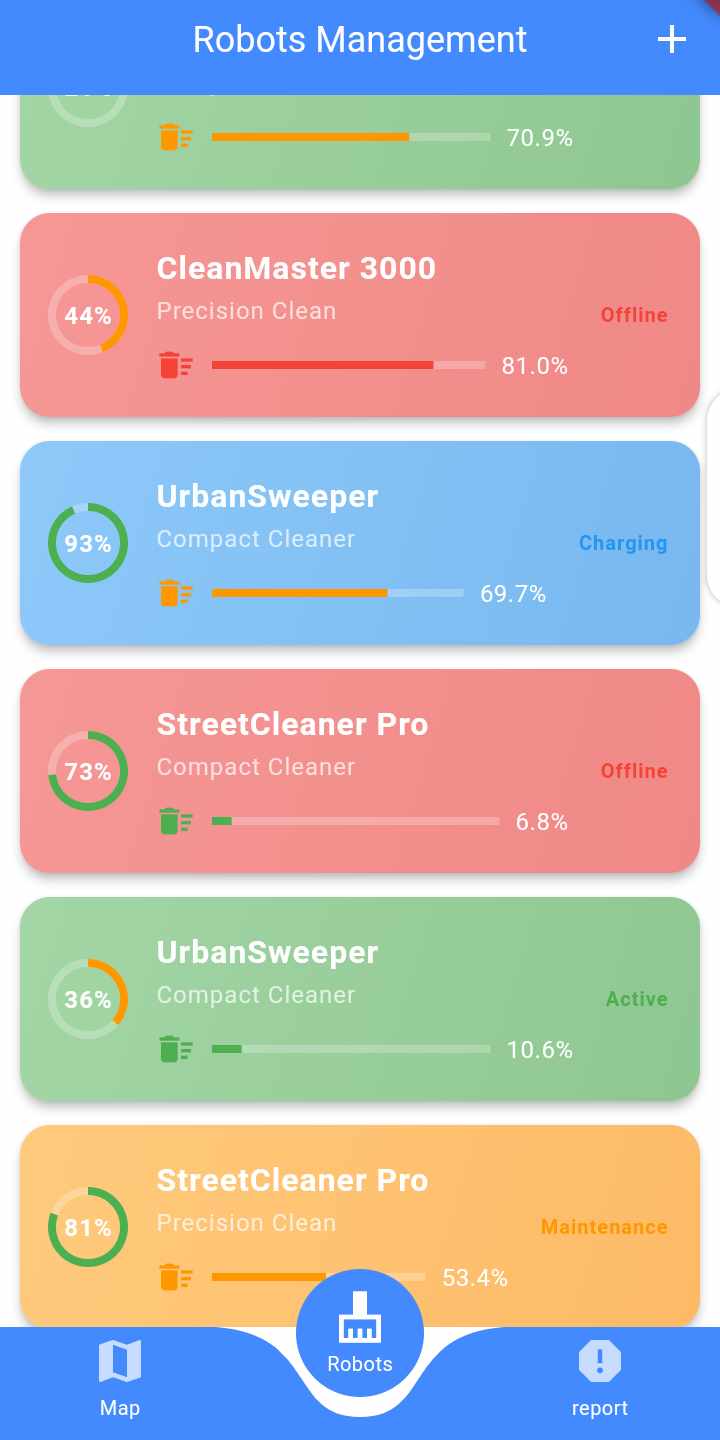 Robots Management
70.9%
CleanMaster 3000
44%
Precision Clean
Offline
81.0%
UrbanSweeper
93%
Compact Cleaner
Charging
69.7%
StreetCleaner Pro
73%
Compact Cleaner
Offline
6.8%
UrbanSweeper
36%
Compact Cleaner
Active
10.6%
StreetCleaner Pro
81%
Precision Clean
Maintenance
53.4%
Robots
Map
report